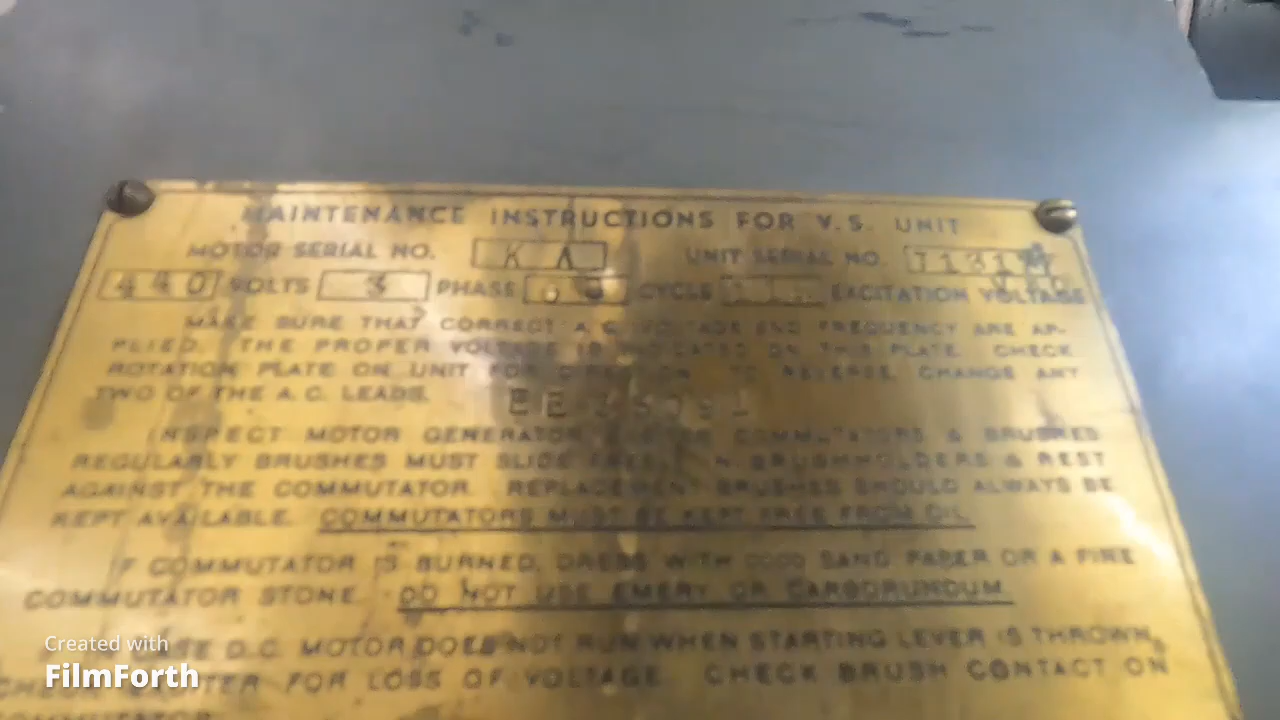 MAINTENANCE INSTRUCTIONS FOR V.S. UNIT
MOTOR SERIAL NO. K A UNIT SERIAL NO.
440 VOLTS 3 PHASE CYCLE EXCITATION VOLTAGE
MAKE SURE THAT CORRECT A.C. VOLTAGE AND FREQUENCY ARE AP-
PLIED. THE PROPER VOLTAGE IS INDICATED ON THIS PLATE. CHECK
ROTATION PLATE ON UNIT FOR DIRECTION. TO REVERSE, CHANGE ANY
TWO OF THE A.C. LEADS. EE
INSPECT MOTOR GENERATOR COMMUTATORS & BRUSHES
REGULARLY BRUSHES MUST SLIDE FREELY IN BRUSHHOLDERS & REST
AGAINST THE COMMUTATOR. REPLACEMENT BRUSHES SHOULD ALWAYS BE
KEPT AVAILABLE. COMMUTATORS MUST BE KEPT FREE FROM OIL.
IF COMMUTATOR IS BURNED, DRESS WITH 0000 SAND PAPER OR A FINE
COMMUTATOR STONE. DO NOT USE EMERY OR CARBORUNDUM.
D.C. MOTOR DOES NOT RUN WHEN STARTING LEVER IS THROWN,
FOR LOSS OF VOLTAGE. CHECK BRUSH CONTACT ON
COMMUTATOR
Created with
FilmForth